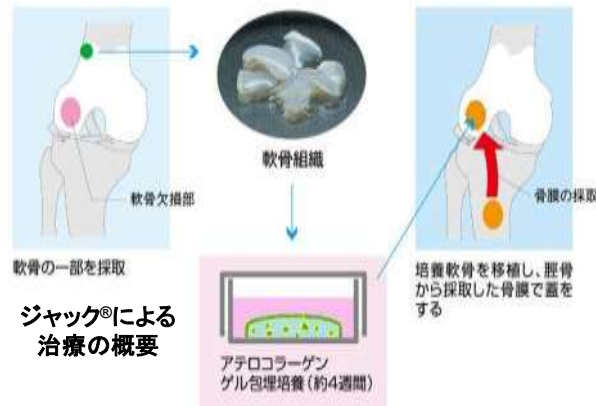 軟骨組織
軟骨欠損部
骨膜の採取
軟骨の一部を採取
ジャック®による
治療の概要
アテロコラーゲン
ゲル包埋培養(約4週間)
培養軟骨を移植し、脛骨
から採取した骨膜で蓋を
する